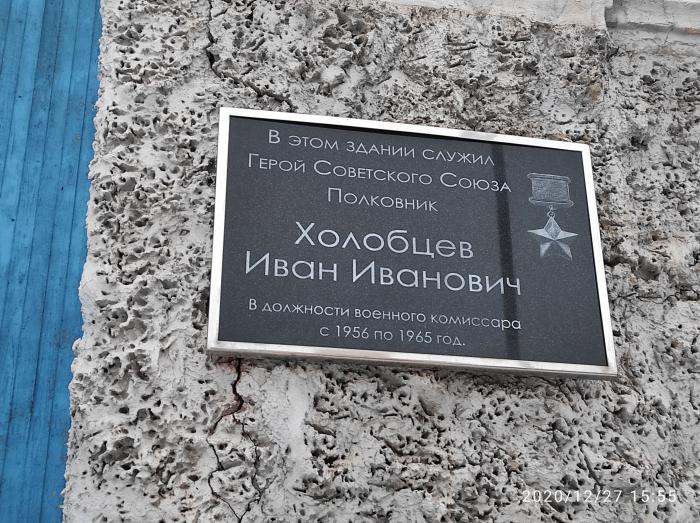 В этом здании служил
Герой Советского Союза
Полковник
Холобцев
Иван Иванович
В должности военного комиссара
с 1956 по 1965 год.
2020/12/27 15:55